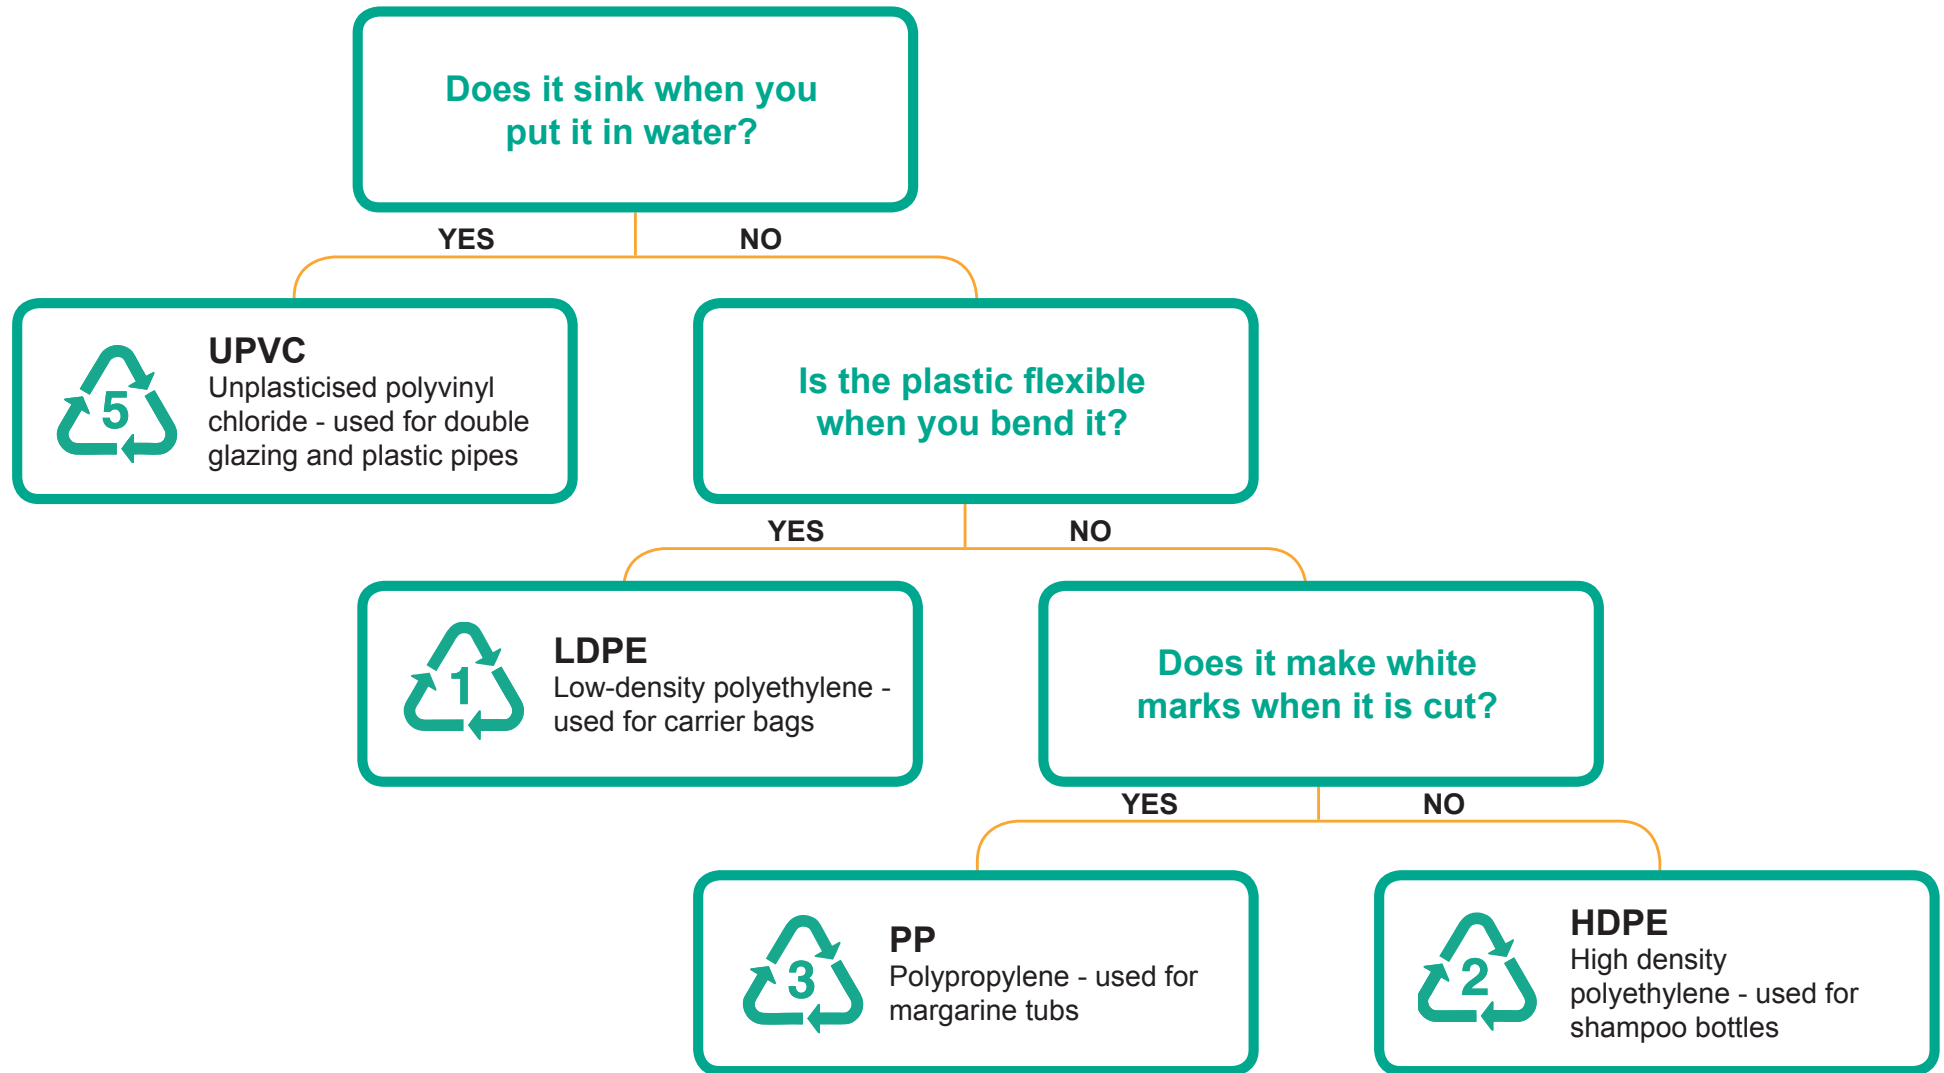 Does it sink when you
put it in water?
YES
NO
5
UPVC
Unplasticised polyvinyl
chloride - used for double
glazing and plastic pipes
Is the plastic flexible
when you bend it?
YES
NO
1
LDPE
Low-density polyethylene -
used for carrier bags
Does it make white
marks when it is cut?
YES
NO
3
PP
Polypropylene - used for
margarine tubs
2
HDPE
High density
polyethylene - used for
shampoo bottles